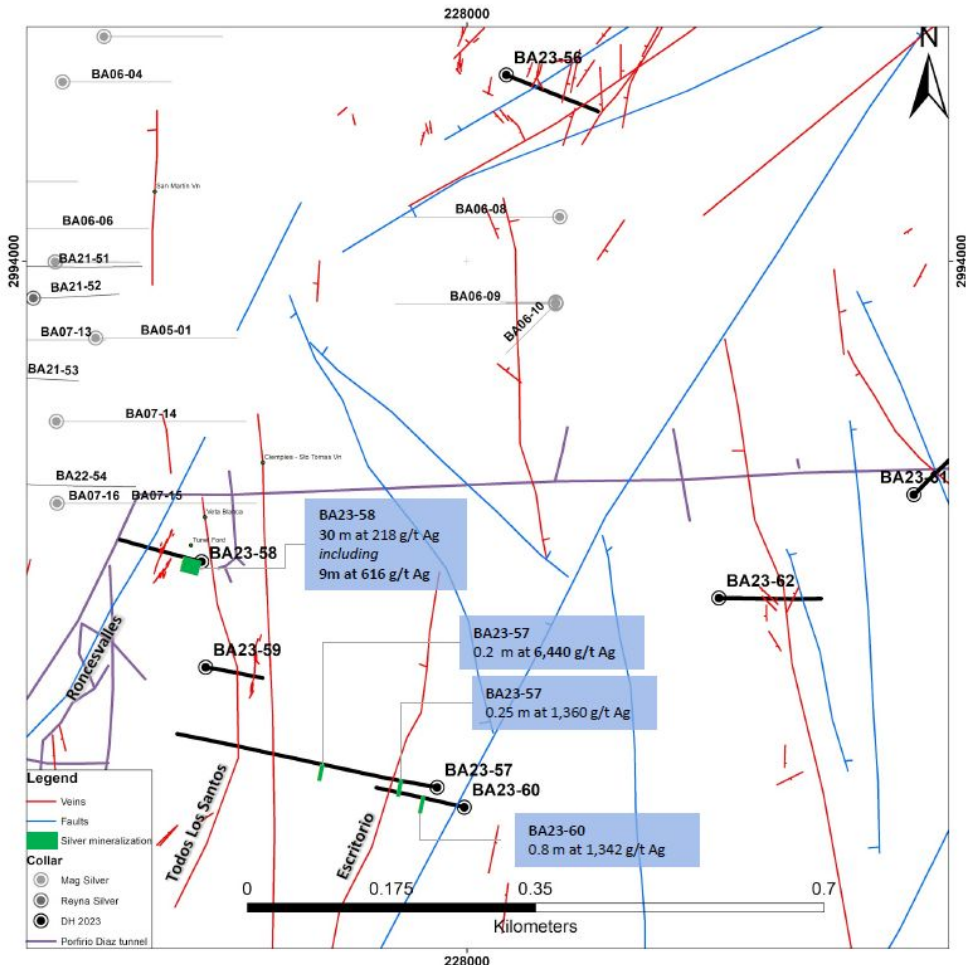 228000
N
BA23-56
BA06-04
San Martin Vn
BA06-06
BA06-08
2994000
2994000
BA21-51
BA21-52
BA06-09
BA06-10
BA07-13
BA05-01
BA21-53
BA07-14
Ciempies - Sto Tomas Vn
BA22-54
BA07-16
BA07-15
Veta Blanca
Tunel Ford
BA23-61
BA23-58
BA23-58
30 m at 218 g/t Ag
including
9m at 616 g/t Ag
BA23-62
Roncesvalles
BA23-59
BA23-57
0.2 m at 6,440 g/t Ag
BA23-57
0.25 m at 1,360 g/t Ag
BA23-57
BA23-60
Todos Los Santos
Escritorio
BA23-60
0.8 m at 1,342 g/t Ag
Legend
Veins
Faults
Silver mineralization
Collar
Mag Silver
Reyna Silver
DH 2023
Porfirio Diaz tunnel
0 0.175 0.35 0.7
Kilometers
228000